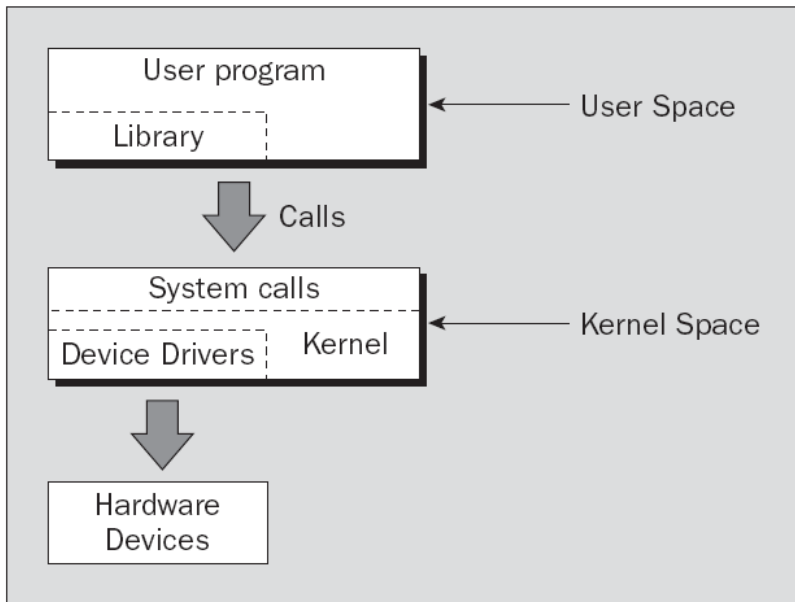 User program
Library
User Space
Calls
System calls
Device Drivers
Kernel
Kernel Space
Hardware
Devices